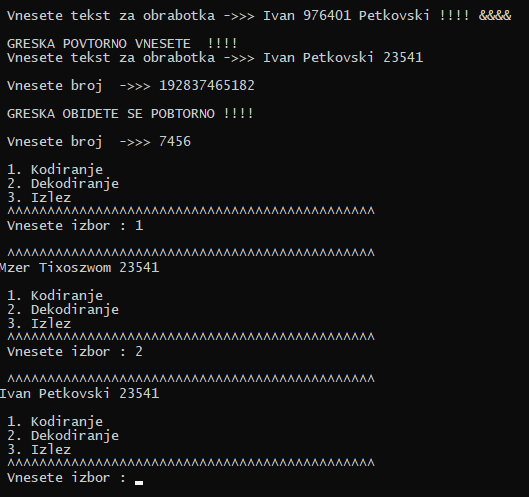 Vnesete tekst za obrabotka ->>> Ivan 976401 Petkovski !!!! &&&&
GRESKA POVTORNO VNESETE  !!!!
Vnesete tekst za obrabotka ->>> Ivan Petkovski 23541
Vnesete broj  ->>> 192837465182
GRESKA OBIDETE SE POBTORNO !!!!
Vnesete broj  ->>> 7456
1. Kodiranje
2. Dekodiranje
3. Izlez
^^^^^^^^^^^^^^^^^^^^^^^^^^^^^^^^^^^^^^^^^^^^^^
Vnesete izbor : 1
^^^^^^^^^^^^^^^^^^^^^^^^^^^^^^^^^^^^^^^^^^^^^^
Mzer Tixoszwom 23541
1. Kodiranje
2. Dekodiranje
3. Izlez
^^^^^^^^^^^^^^^^^^^^^^^^^^^^^^^^^^^^^^^^^^^^^^
Vnesete izbor : 2
^^^^^^^^^^^^^^^^^^^^^^^^^^^^^^^^^^^^^^^^^^^^^^
Ivan Petkovski 23541
1. Kodiranje
2. Dekodiranje
3. Izlez
^^^^^^^^^^^^^^^^^^^^^^^^^^^^^^^^^^^^^^^^^^^^^^
Vnesete izbor :